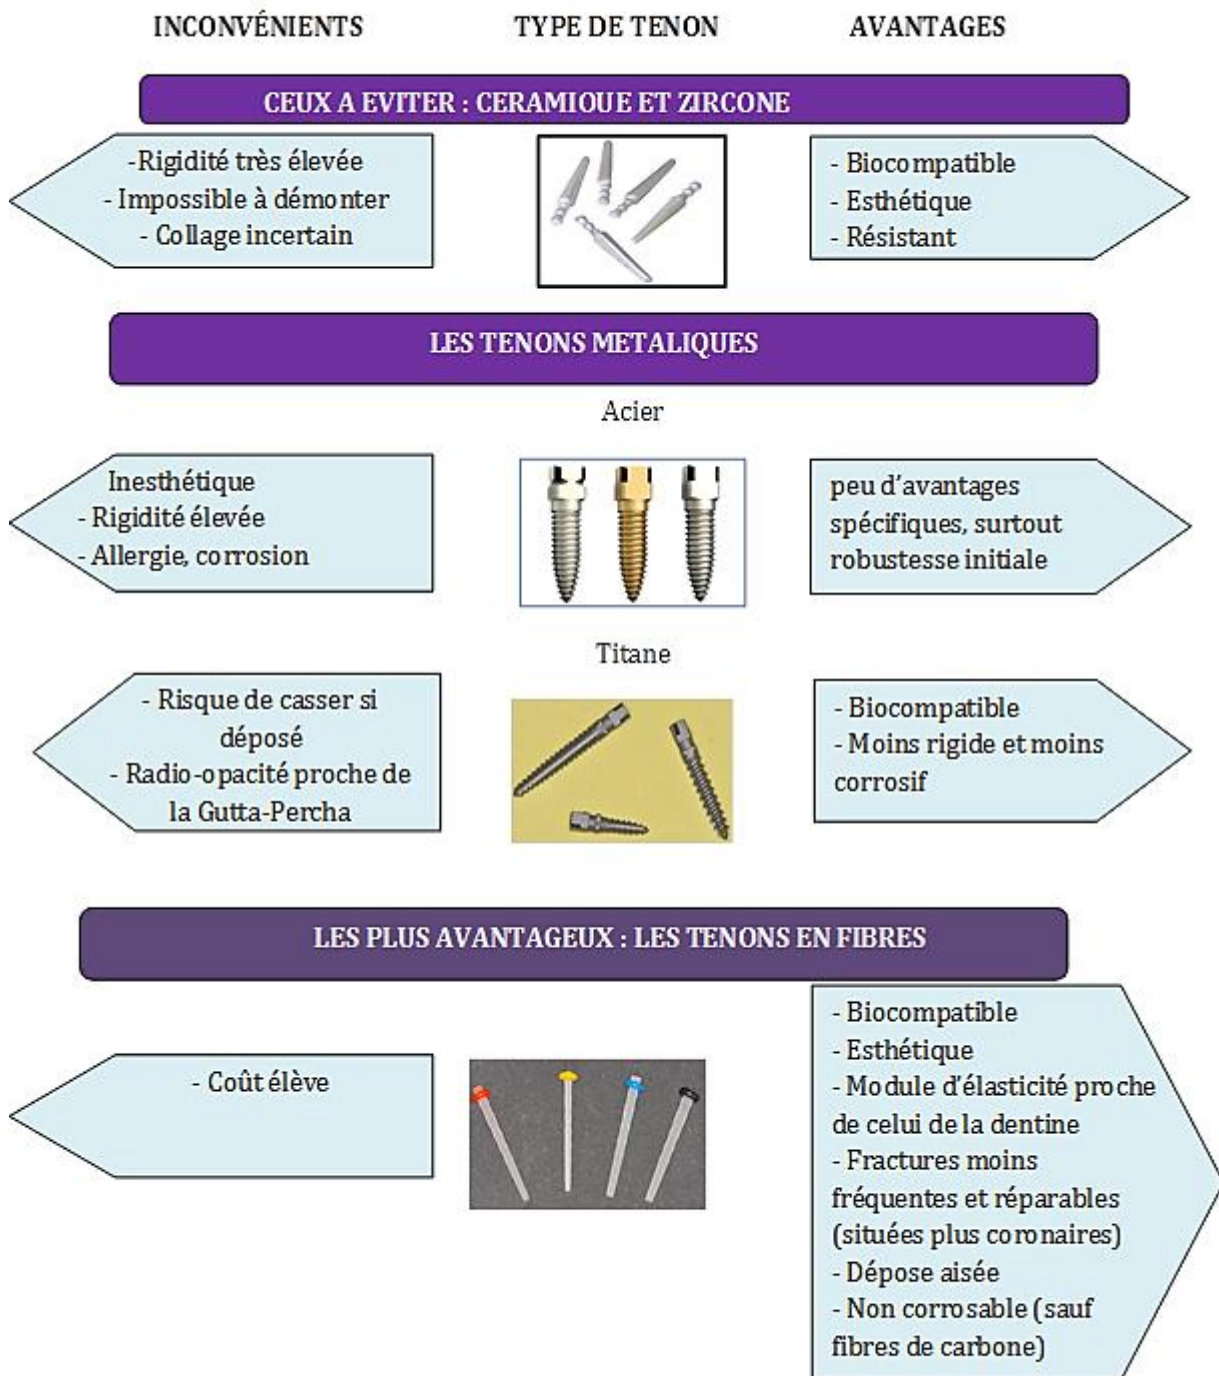 INCONVÉNIENTS
TYPE DE TENON
AVANTAGES
CEUX A EVITER : CERAMIQUE ET ZIRCONE
-Rigidité très élevée
- Impossible à démonter
- Collage incertain
- Biocompatible
- Esthétique
- Résistant
LES TENONS METALIQUES
Acier
Inesthétique
- Rigidité élevée
- Allergie, corrosion
peu d'avantages
spécifiques, surtout
robustesse initiale
Titane
- Risque de casser si
déposé
- Radio-opacité proche de
la Gutta-Percha
- Biocompatible
- Moins rigide et moins
corrosif
LES PLUS AVANTAGEUX : LES TENONS EN FIBRES
- Coût élève
- Biocompatible
- Esthétique
- Module d'élasticité proche
de celui de la dentine
- Fractures moins
fréquentes et réparables
(situées plus coronaires)
- Dépose aisée
- Non corrosable (sauf
fibres de carbone)